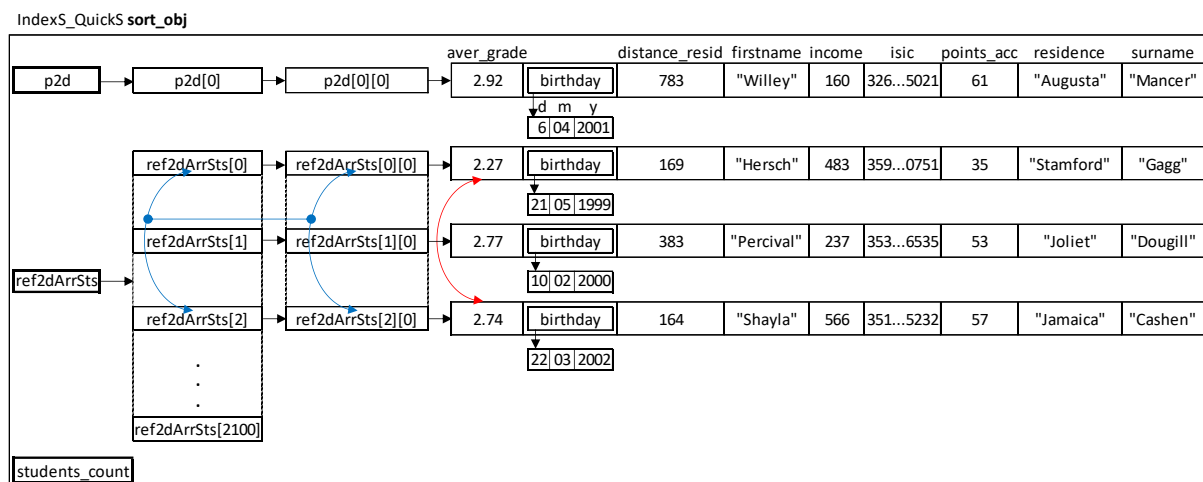 IndexS_QuickS sort_obj
aver_grade distance_resid firstname income isic points_acc residence surname
p2d p2d[0] p2d[0][0] 2.92 birthday 783 "Willey" 160 326...5021 61 "Augusta" "Mancer"
d m y
6 04 2001
ref2dArrSts[0] ref2dArrSts[0][0] 2.27 birthday 169 "Hersch" 483 359...0751 35 "Stamford" "Gagg"
21 05 1999
ref2dArrSts[1] ref2dArrSts[1][0] 2.77 birthday 383 "Percival" 237 353...6535 53 "Joliet" "Dougill"
10 02 2000
ref2dArrSts
ref2dArrSts[2] ref2dArrSts[2][0] 2.74 birthday 164 "Shayla" 566 351...5232 57 "Jamaica" "Cashen"
22 03 2002
.
.
.
ref2dArrSts[2100]
students_count